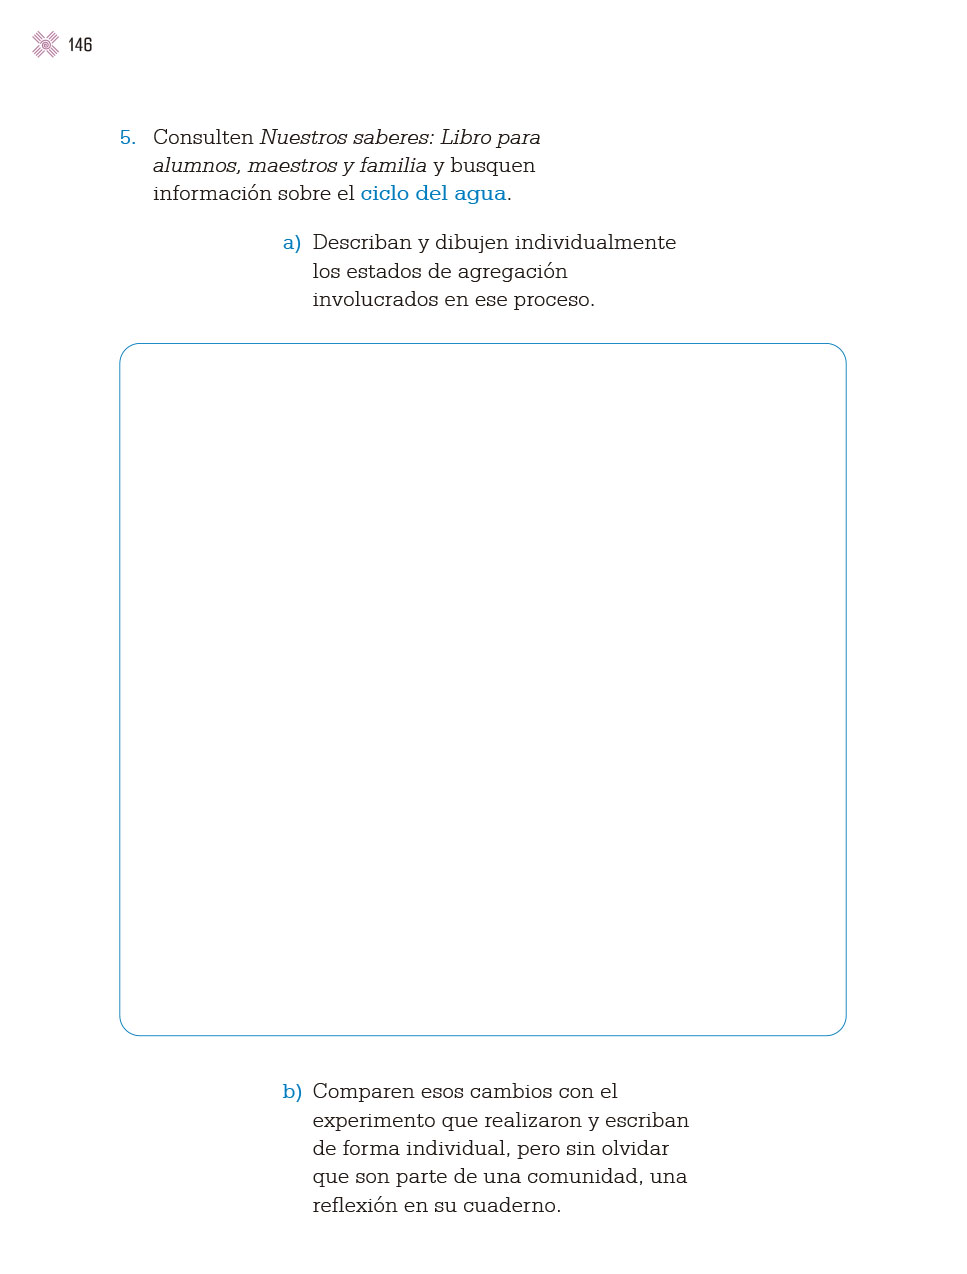 146
5. Consulten Nuestros saberes: Libro para
alumnos, maestros y familia y busquen
información sobre el ciclo del agua.
a) Describan y dibujen individualmente
los estados de agregación
involucrados en ese proceso.
b) Comparen esos cambios con el
experimento que realizaron y escriban
de forma individual, pero sin olvidar
que son parte de una comunidad, una
reflexión en su cuaderno.